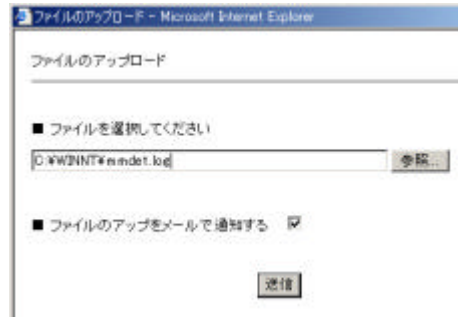 ファイルのアップロード - Microsoft Internet Explorer
ファイルのアップロード
■ ファイルを選択してください
C:¥WINNT¥mmdet.log
参照...
■ ファイルのアップをメールで通知する
送信